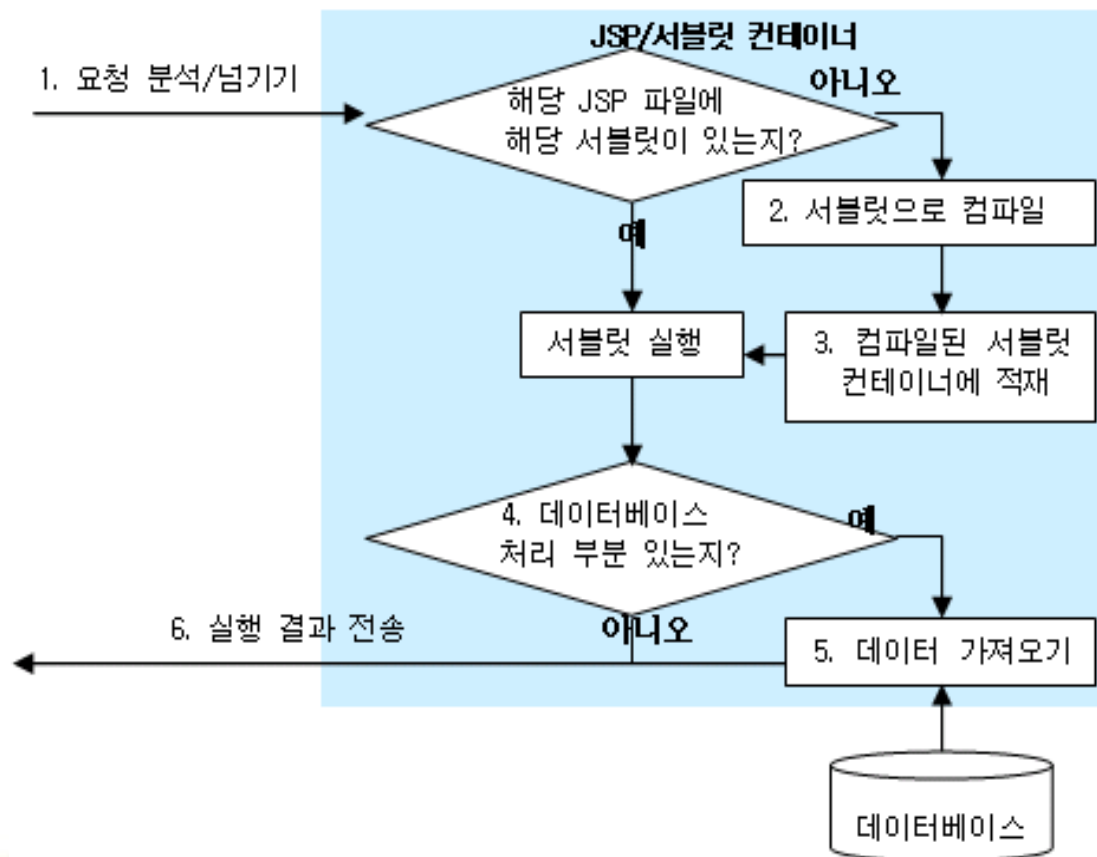 JSP/서블릿 컨테이너
1. 요청 분석/넘기기
아니오
해당 JSP 파일에
해당 서블릿이 있는지?
2. 서블릿으로 컴파일
예
서블릿 실행
3. 컴파일된 서블릿
컨테이너에 적재
4. 데이터베이스
처리 부분 있는지?
예
아니오
6. 실행 결과 전송
5. 데이터 가져오기
데이터베이스